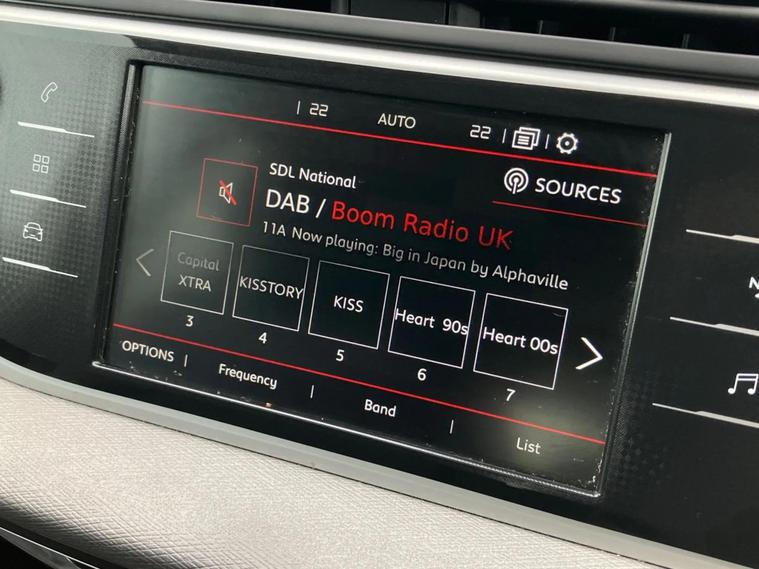 22 AUTO 22
SOURCES
SDL National
DAB / Boom Radio UK
11A Now playing: Big in Japan by Alphaville
Capital XTRA
KISSTORY
KISS
Heart 90s
Heart 00s
3 4 5 6 7
OPTIONS
Frequency
Band
List